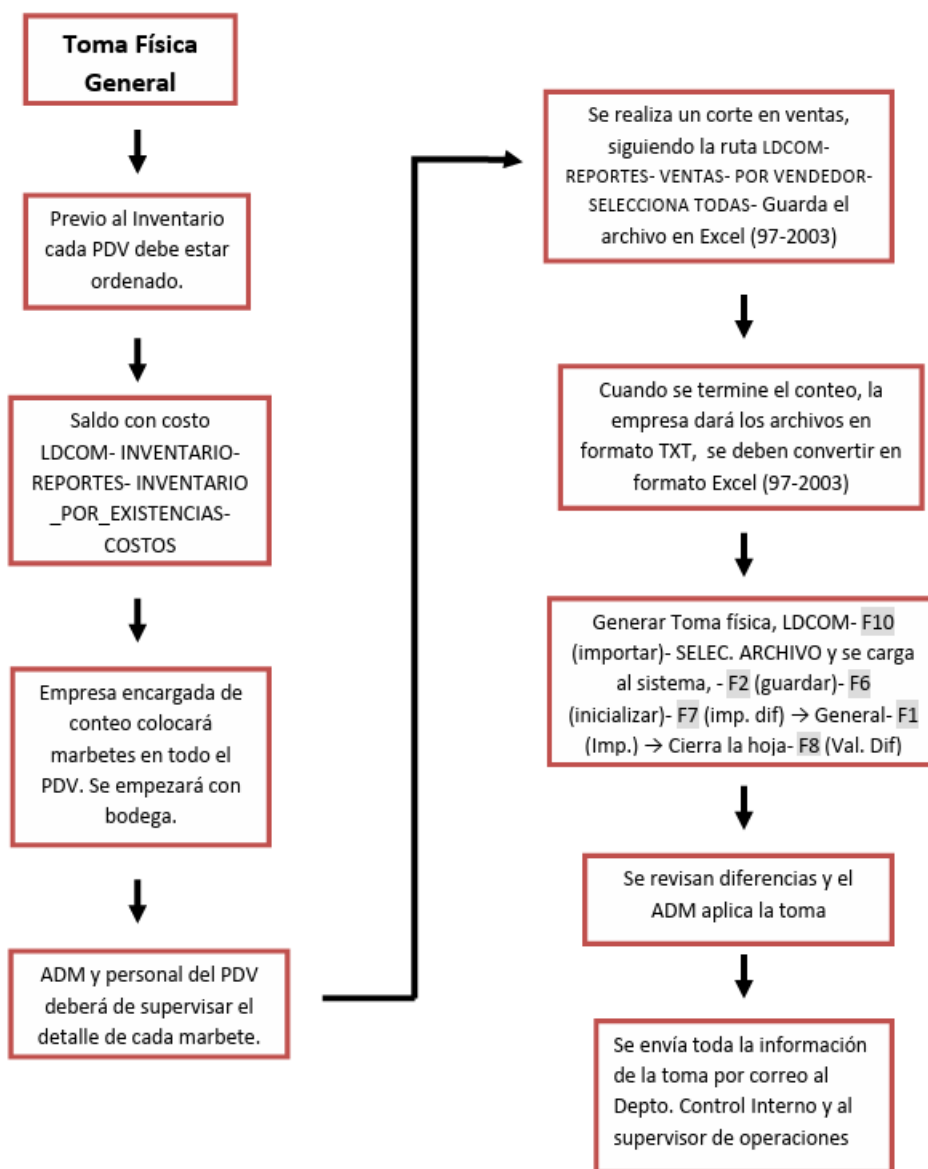 Toma Física
General
Previo al Inventario
cada PDV debe estar
ordenado.
Saldo con costo
LDCOM- INVENTARIO-
REPORTES- INVENTARIO
_POR_EXISTENCIAS-
COSTOS
Empresa encargada de
conteo colocará
marbetes en todo el
PDV. Se empezará con
bodega.
ADM y personal del PDV
deberá de supervisar el
detalle de cada marbete.
Se realiza un corte en ventas,
siguiendo la ruta LDCOM-
REPORTES- VENTAS- POR VENDEDOR-
SELECCIONA TODAS- Guarda el
archivo en Excel (97-2003)
Cuando se termine el conteo, la
empresa dará los archivos en
formato TXT, se deben convertir en
formato Excel (97-2003)
Generar Toma física, LDCOM- F10
(importar)- SELEC. ARCHIVO y se carga
al sistema, - F2 (guardar)- F6
(inicializar)- F7 (imp. dif) → General- F1
(Imp.) → Cierra la hoja- F8 (Val. Dif)
Se revisan diferencias y el
ADM aplica la toma
Se envía toda la información
de la toma por correo al
Depto. Control Interno y al
supervisor de operaciones